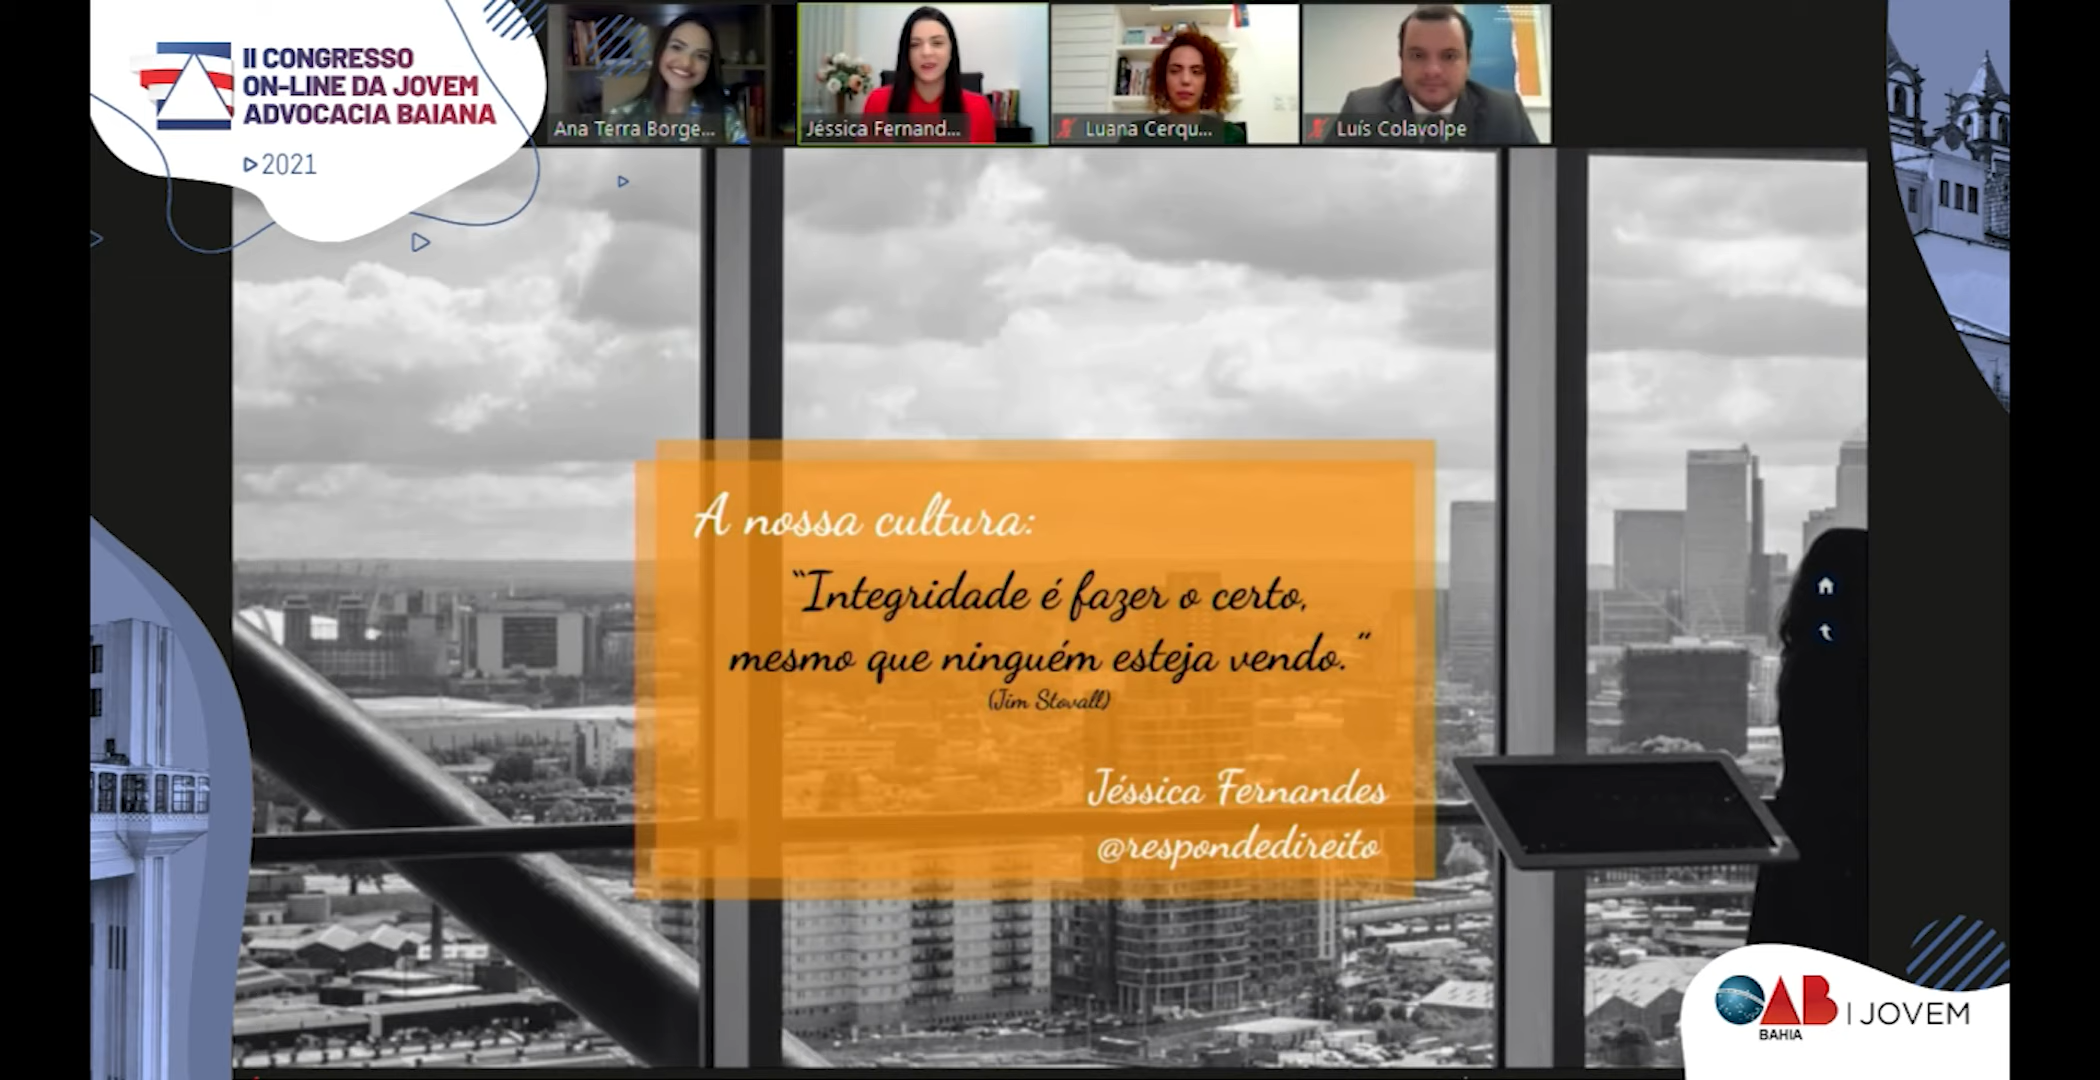 II CONGRESSO
ON-LINE DA JOVEM
ADVOCACIA BAIANA
2021
Ana Terra Borge...
Jéssica Fernand...
Luana Cerqu...
Luís Colavolpe
A nossa cultura:
“Integridade é fazer o certo,
mesmo que ninguém esteja vendo.”
(Jim Stovall)
Jéssica Fernandes
@respondedireito
OAB | JOVEM
BAHIA